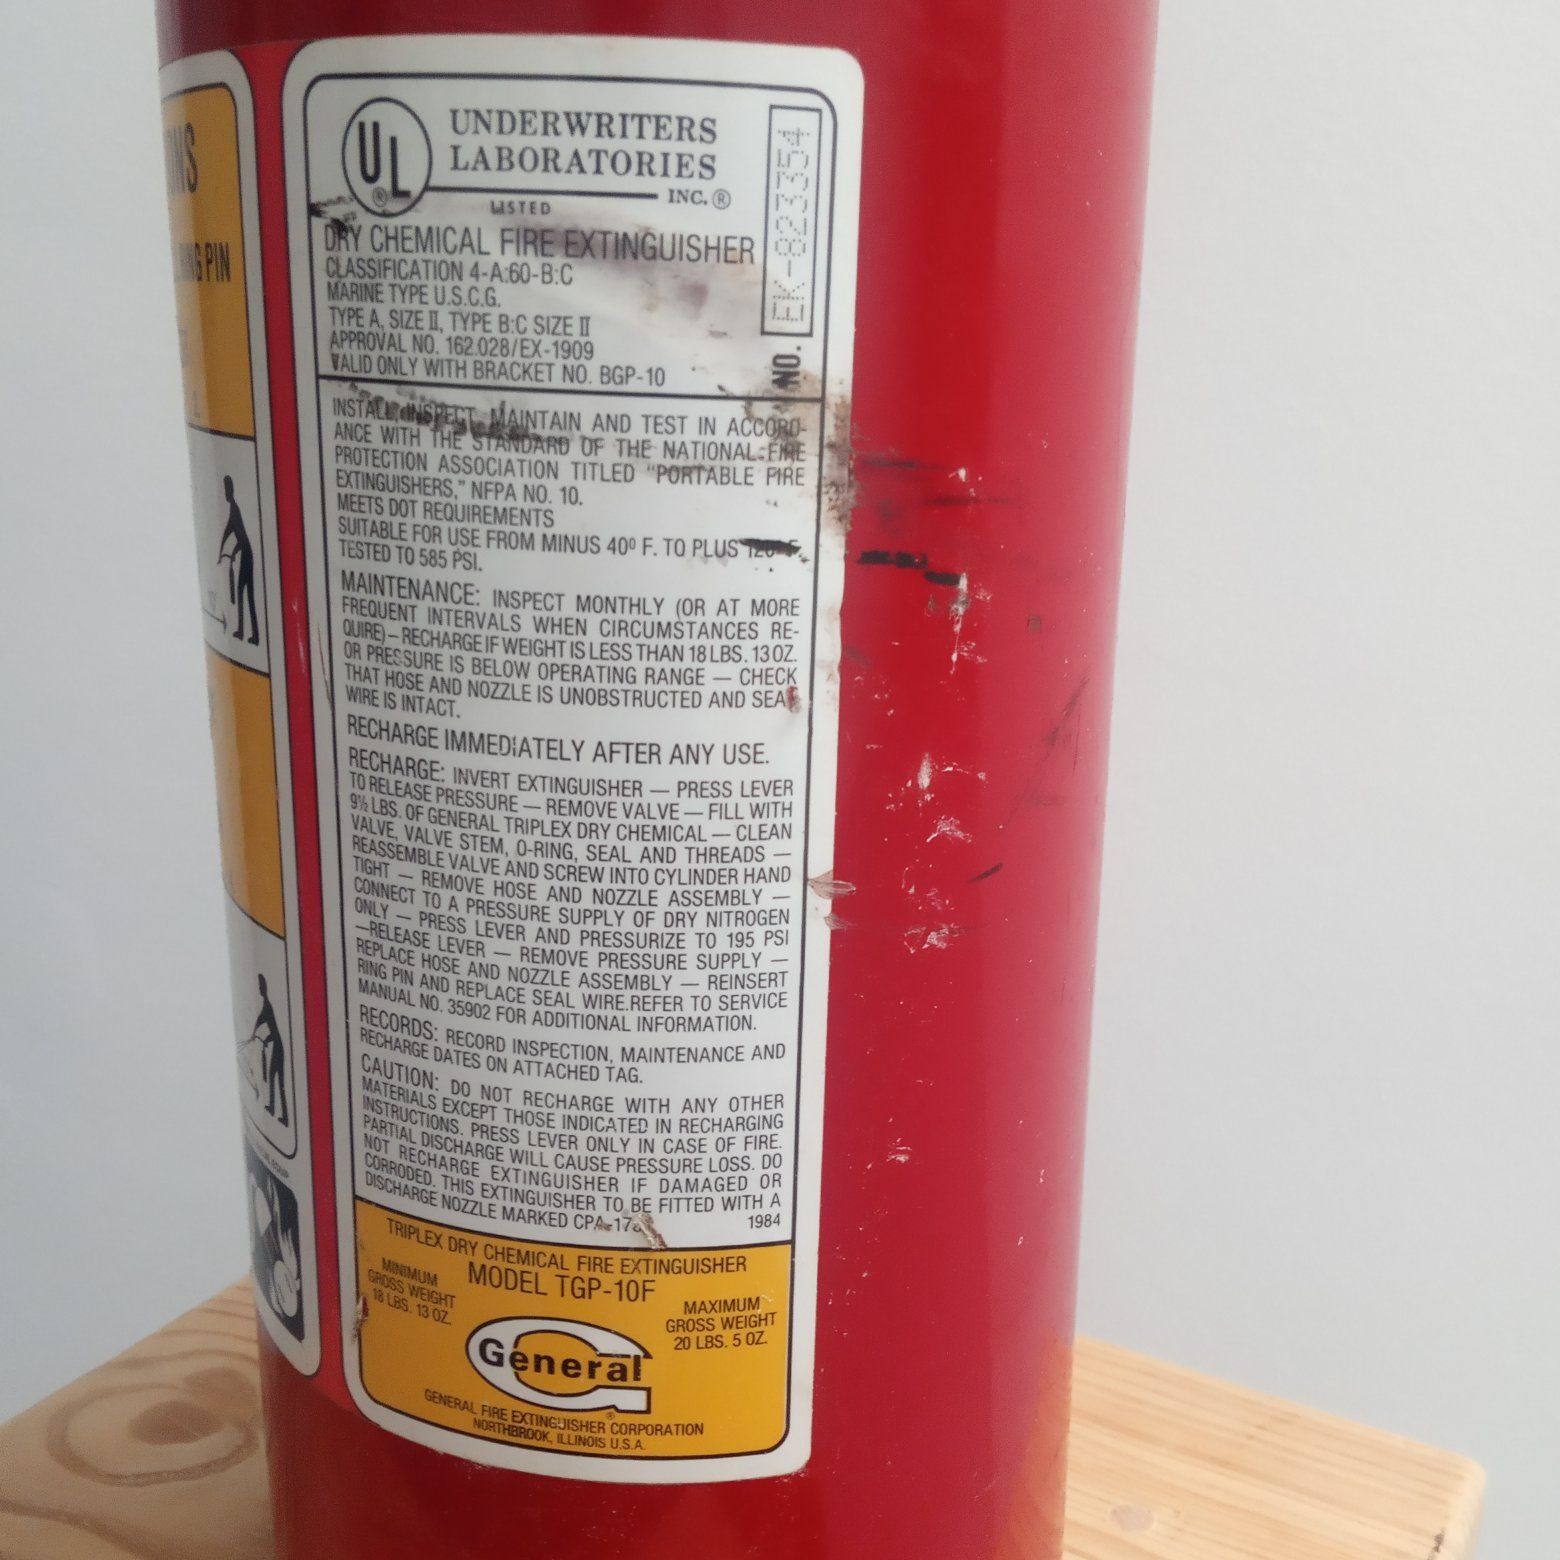 UL
®
UNDERWRITERS
LABORATORIES
INC.®
LISTED
NO. EK-823354
DRY CHEMICAL FIRE EXTINGUISHER
CLASSIFICATION 4-A:60-B:C
MARINE TYPE U.S.C.G.
TYPE A, SIZE II, TYPE B:C SIZE II
APPROVAL NO. 162.028/EX-1909
VALID ONLY WITH BRACKET NO. BGP-10
INSTALL, INSPECT, MAINTAIN AND TEST IN ACCORD-
ANCE WITH THE STANDARD OF THE NATIONAL FIRE
PROTECTION ASSOCIATION TITLED "PORTABLE FIRE
EXTINGUISHERS," NFPA NO. 10.
MEETS DOT REQUIREMENTS
SUITABLE FOR USE FROM MINUS 40º F. TO PLUS 120º F.
TESTED TO 585 PSI.
MAINTENANCE: INSPECT MONTHLY (OR AT MORE
FREQUENT INTERVALS WHEN CIRCUMSTANCES RE-
QUIRE)–RECHARGE IF WEIGHT IS LESS THAN 18 LBS. 13 OZ.
OR PRESSURE IS BELOW OPERATING RANGE — CHECK
THAT HOSE AND NOZZLE IS UNOBSTRUCTED AND SEAL
WIRE IS INTACT.
RECHARGE IMMEDIATELY AFTER ANY USE.
RECHARGE: INVERT EXTINGUISHER — PRESS LEVER
TO RELEASE PRESSURE — REMOVE VALVE — FILL WITH
9½ LBS. OF GENERAL TRIPLEX DRY CHEMICAL — CLEAN
VALVE, VALVE STEM, O-RING, SEAL AND THREADS —
REASSEMBLE VALVE AND SCREW INTO CYLINDER HAND
TIGHT — REMOVE HOSE AND NOZZLE ASSEMBLY —
CONNECT TO A PRESSURE SUPPLY OF DRY NITROGEN
ONLY — PRESS LEVER AND PRESSURIZE TO 195 PSI
—RELEASE LEVER — REMOVE PRESSURE SUPPLY —
REPLACE HOSE AND NOZZLE ASSEMBLY — REINSERT
RING PIN AND REPLACE SEAL WIRE.REFER TO SERVICE
MANUAL NO. 35902 FOR ADDITIONAL INFORMATION.
RECORDS: RECORD INSPECTION, MAINTENANCE AND
RECHARGE DATES ON ATTACHED TAG.
CAUTION: DO NOT RECHARGE WITH ANY OTHER
MATERIALS EXCEPT THOSE INDICATED IN RECHARGING
INSTRUCTIONS. PRESS LEVER ONLY IN CASE OF FIRE.
PARTIAL DISCHARGE WILL CAUSE PRESSURE LOSS. DO
NOT RECHARGE EXTINGUISHER IF DAMAGED OR
CORRODED. THIS EXTINGUISHER TO BE FITTED WITH A
DISCHARGE NOZZLE MARKED 1984
TRIPLEX DRY CHEMICAL FIRE EXTINGUISHER
MODEL TGP-10F
MINIMUM
GROSS WEIGHT
18 LBS. 13 OZ.
MAXIMUM
GROSS WEIGHT
20 LBS. 5 OZ.
General
®
GENERAL FIRE EXTINGUISHER CORPORATION
NORTHBROOK, ILLINOIS U.S.A.
PIN